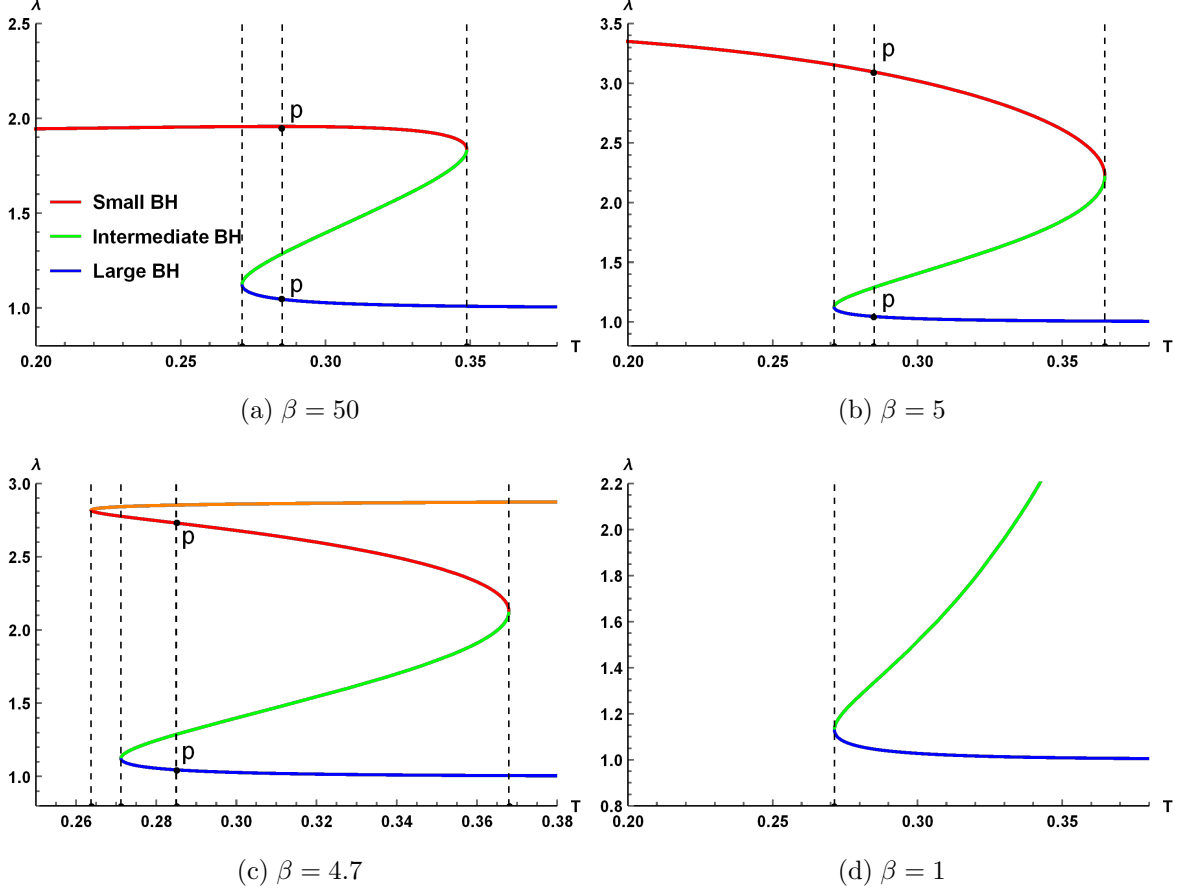 λ
2.5
2.0
1.5
1.0
p
p
Small BH
Intermediate BH
Large BH
0.20
0.25
0.30
0.35
T
(a) β = 50
λ
3.5
3.0
2.5
2.0
1.5
1.0
p
p
0.20
0.25
0.30
0.35
T
(b) β = 5
λ
3.0
2.5
2.0
1.5
1.0
p
p
0.26
0.28
0.30
0.32
0.34
0.36
0.38
T
(c) β = 4.7
λ
2.2
2.0
1.8
1.6
1.4
1.2
1.0
0.8
0.20
0.25
0.30
0.35
T
(d) β = 1